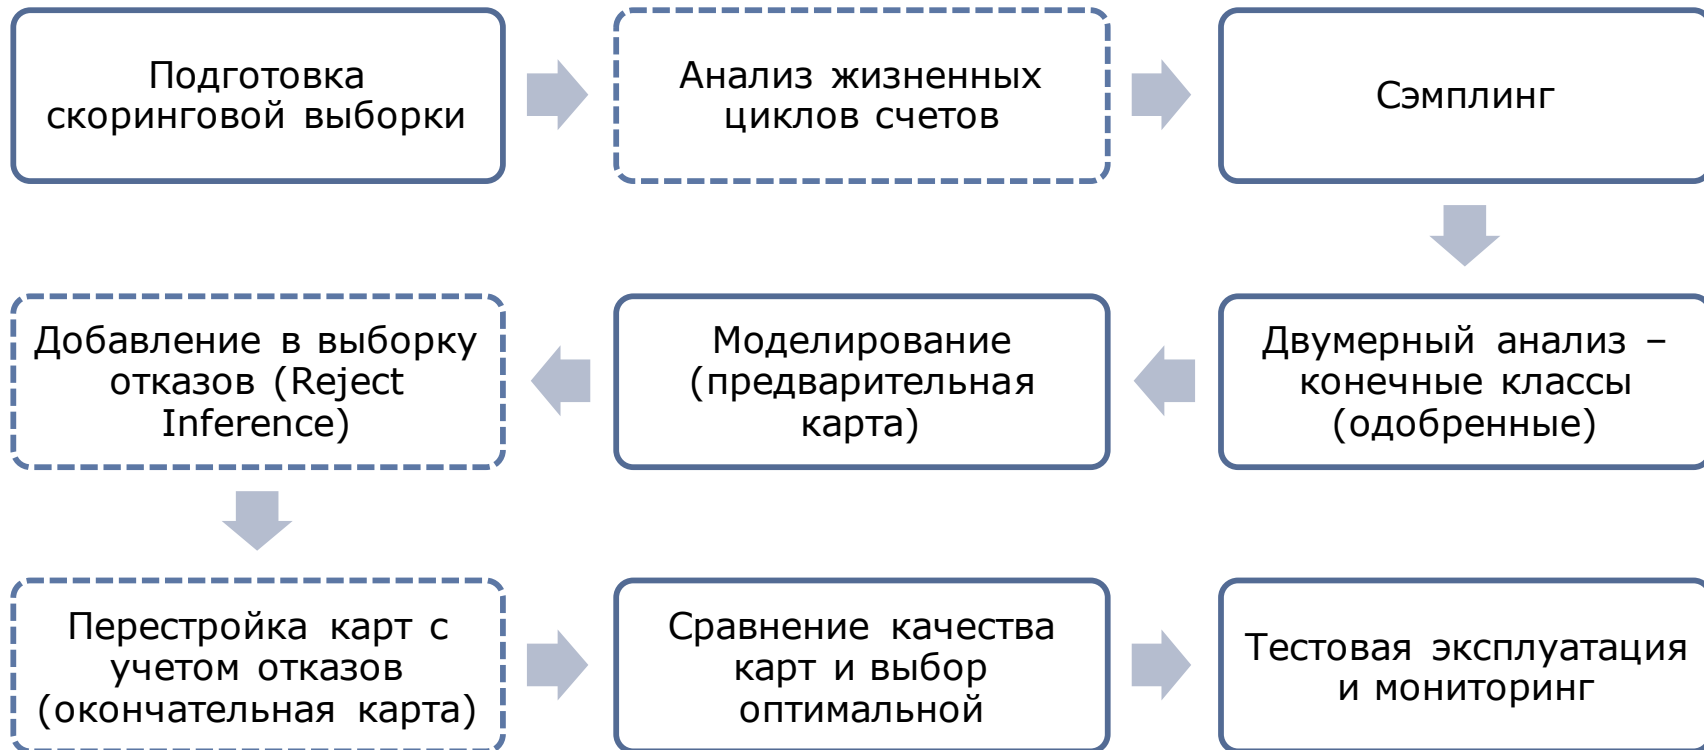 Подготовка
скоринговой выборки
Анализ жизненных
циклов счетов
Сэмплинг
Двумерный анализ –
конечные классы
(одобренные)
Моделирование
(предварительная
карта)
Добавление в выборку
отказов (Reject
Inference)
Перестройка карт с
учетом отказов
(окончательная карта)
Сравнение качества
карт и выбор
оптимальной
Тестовая эксплуатация
и мониторинг